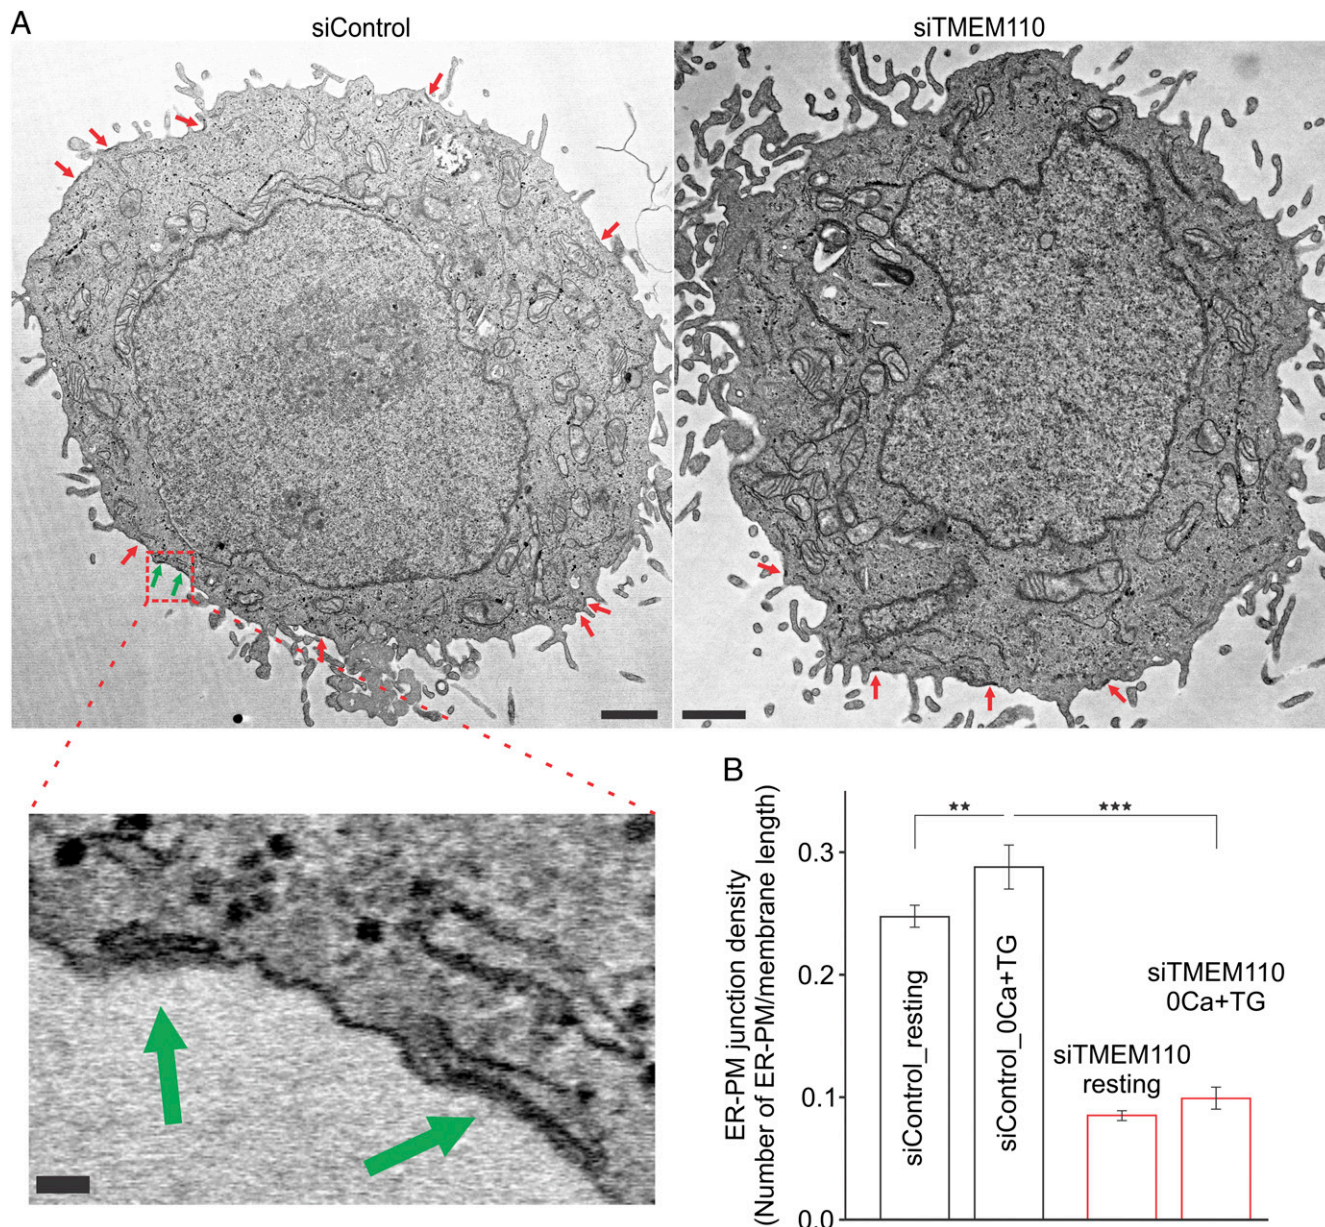 A
siControl
siTMEM110
B
ER-PM junction density
(Number of ER-PM/membrane length)
0.3
0.2
0.1
0.0
**
***
siControl_resting
siControl_0Ca+TG
siTMEM110
resting
siTMEM110
0Ca+TG